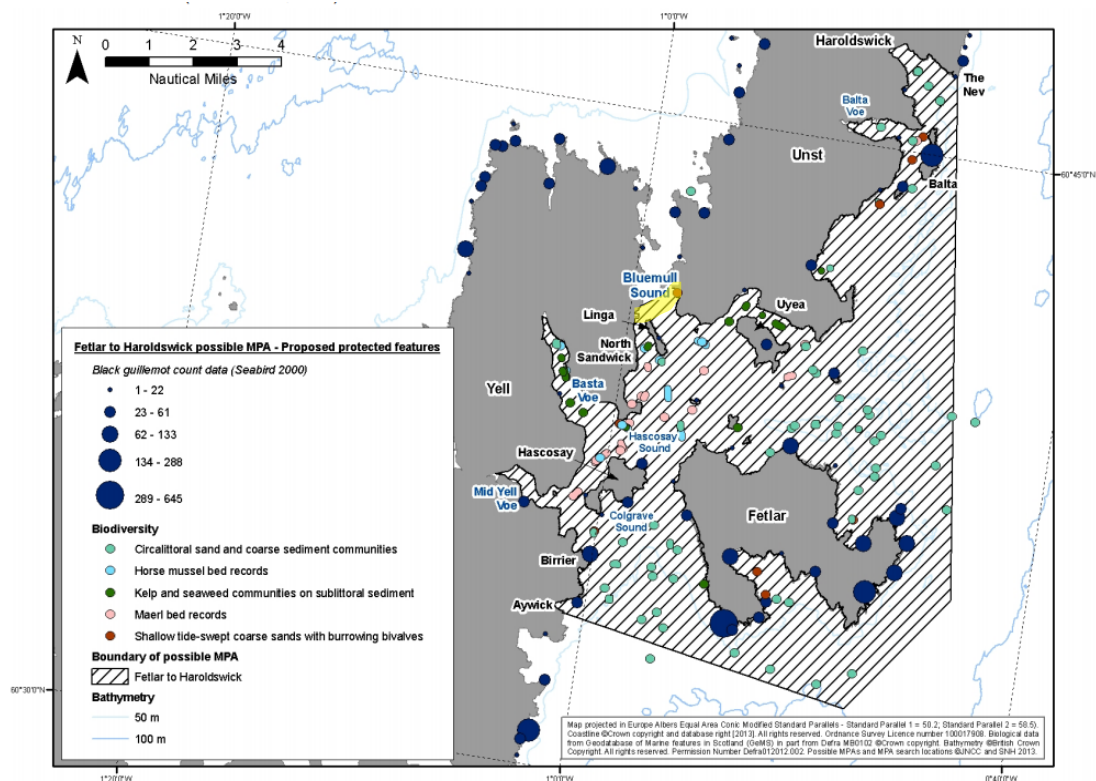 1°20'0"W
1°0'0"W
N
0 1 2 3 4
Nautical Miles
Haroldswick
The
Nev
Balta
Voe
Unst
60°45'0"N
Balta
Bluemull
Sound
Uyea
Linga
North
Sandwick
Yell
Basta
Voe
Hascosay
Sound
Hascosay
Mid Yell
Voe
Fetlar
Colgrave
Sound
Birrier
Aywick
Fetlar to Haroldswick possible MPA - Proposed protected features
Black guillemot count data (Seabird 2000)
1 - 22
23 - 61
62 - 133
134 - 288
289 - 645
Biodiversity
Circalittoral sand and coarse sediment communities
Horse mussel bed records
Kelp and seaweed communities on sublittoral sediment
Maerl bed records
Shallow tide-swept coarse sands with burrowing bivalves
Boundary of possible MPA
Fetlar to Haroldswick
Bathymetry
50 m
100 m
60°30'0"N
Map projected in Europe Albers Equal Area Conic Modified Standard Parallels - Standard Parallel 1 = 50.2; Standard Parallel 2 = 58.5).
Coastline ©Crown copyright and database right [2013]. All rights reserved. Ordnance Survey Licence number 100017908. Biological data
from Geodatabase of Marine features in Scotland (GeMS) in part from Defra MB0102 ©Crown copyright. Bathymetry ©British Crown
Copyright. All rights reserved. Permission Number Defra012012.002. Possible MPAs and MPA search locations ©JNCC and SNH 2013.
1°20'0"W
1°0'0"W
0°40'0"W